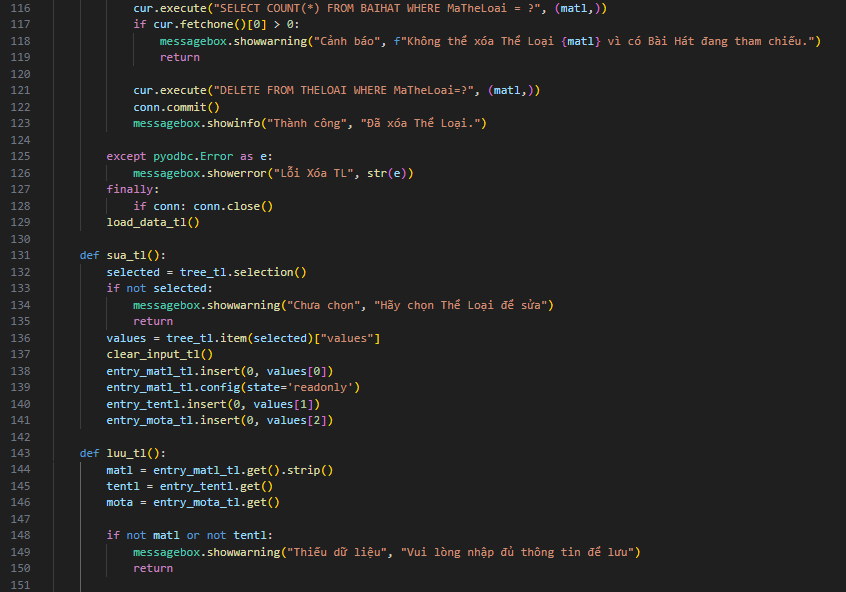 116 cur.execute("SELECT COUNT(*) FROM BAIHAT WHERE MaTheLoai = ?", (matl,))
117 if cur.fetchone()[0] > 0:
118 messagebox.showwarning("Cảnh báo", f"Không thể xóa Thể Loại {matl} vì có Bài Hát đang tham chiếu.")
119 return
120
121 cur.execute("DELETE FROM THELOAI WHERE MaTheLoai=?", (matl,))
122 conn.commit()
123 messagebox.showinfo("Thành công", "Đã xóa Thể Loại.")
124
125 except pyodbc.Error as e:
126 messagebox.showerror("Lỗi Xóa TL", str(e))
127 finally:
128 if conn: conn.close()
129 load_data_tl()
130
131 def sua_tl():
132 selected = tree_tl.selection()
133 if not selected:
134 messagebox.showwarning("Chưa chọn", "Hãy chọn Thể Loại để sửa")
135 return
136 values = tree_tl.item(selected)["values"]
137 clear_input_tl()
138 entry_matl_tl.insert(0, values[0])
139 entry_matl_tl.config(state='readonly')
140 entry_tentl.insert(0, values[1])
141 entry_mota_tl.insert(0, values[2])
142
143 def luu_tl():
144 matl = entry_matl_tl.get().strip()
145 tentl = entry_tentl.get()
146 mota = entry_mota_tl.get()
147
148 if not matl or not tentl:
149 messagebox.showwarning("Thiếu dữ liệu", "Vui lòng nhập đủ thông tin để lưu")
150 return
151